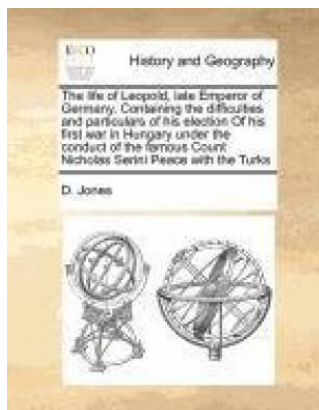 ECCO
History and Geography
The life of Leopold, late Emperor of
Germany. Containing the difficulties
and particulars of his election Of his
first war in Hungary under the
conduct of the famous Count
Nicholas Serini Peace with the Turks
D. Jones